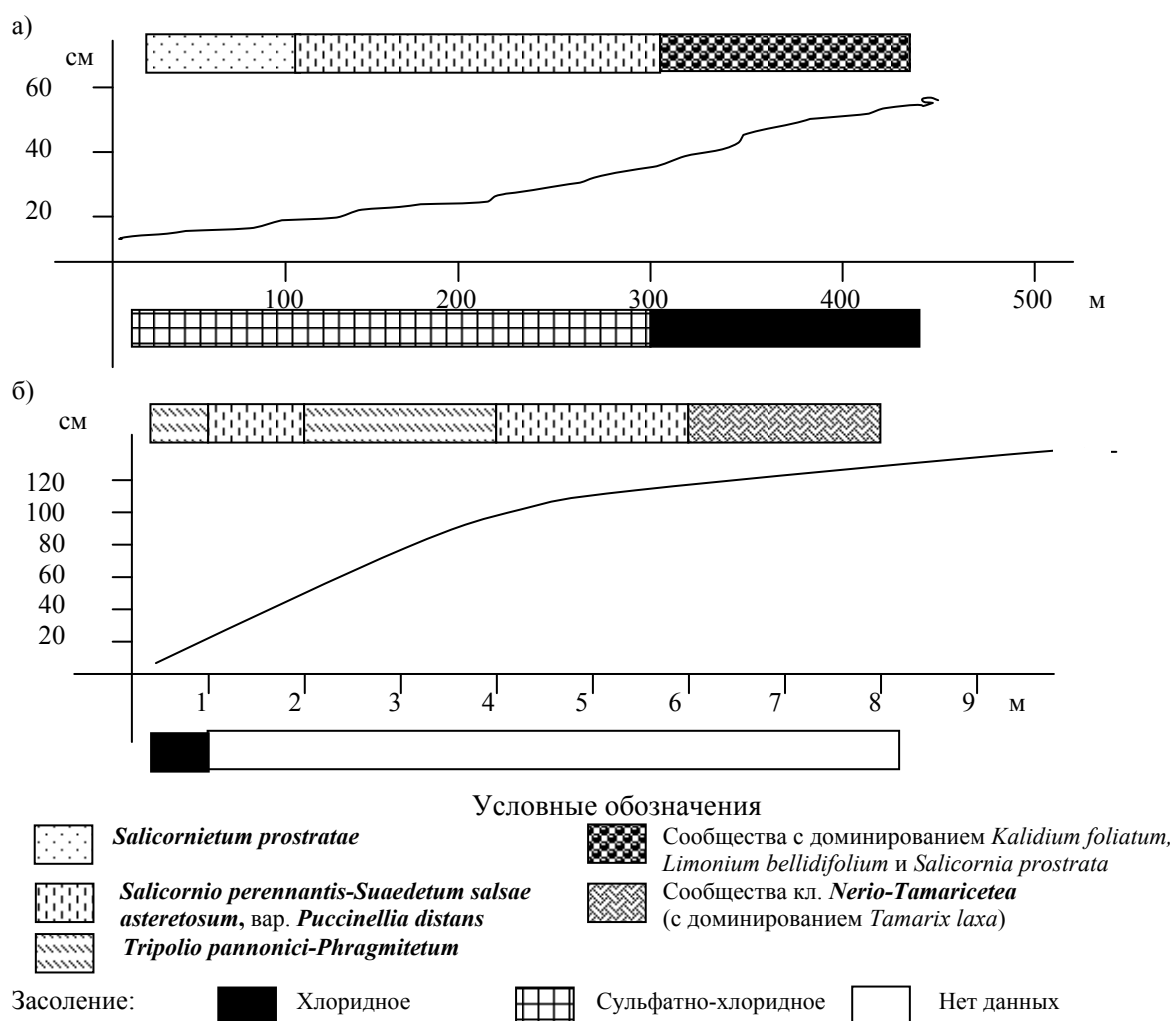 а)
см
60
40
20
100 200 300 400 500 м
б)
см
120
100
80
60
40
20
1 2 3 4 5 6 7 8 9 м
Условные обозначения
Salicornietum prostratae
Сообщества с доминированием Kalidium foliatum,
Limonium bellidifolium и Salicornia prostrata
Salicornio perennantis-Suaedetum salsae
asteretosum, вар. Puccinellia distans
Сообщества кл. Nerio-Tamaricetea
(с доминированием Tamarix laxa)
Tripolio pannonici-Phragmitetum
Засоление: Хлоридное Сульфатно-хлоридное Нет данных